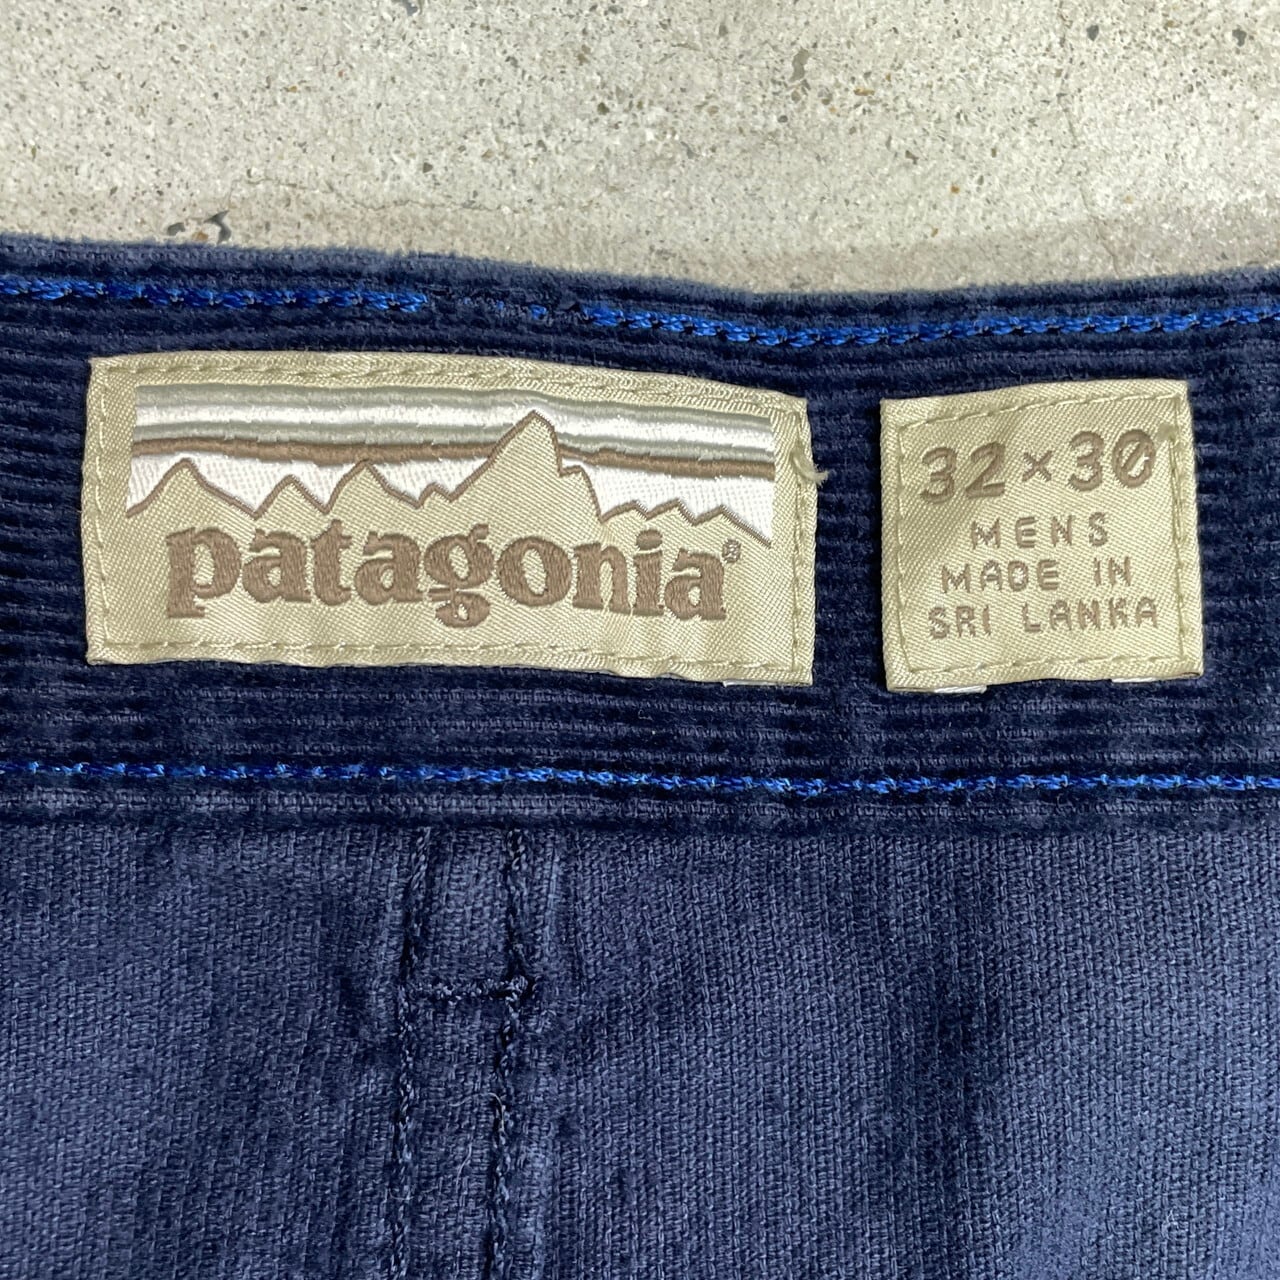 patagonia®
32×30
MENS
MADE IN
SRI LANKA